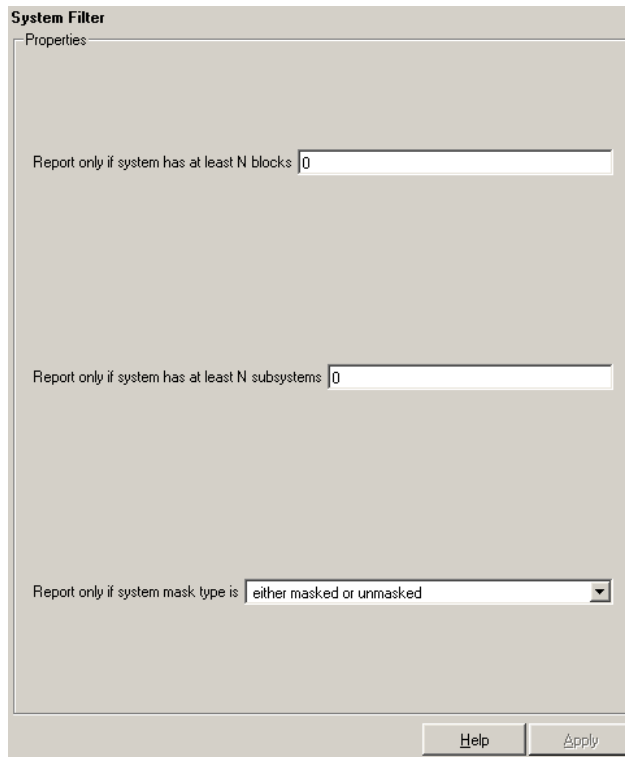 System Filter
Properties
Report only if system has at least N blocks 0
Report only if system has at least N subsystems 0
Report only if system mask type is either masked or unmasked
Help Apply